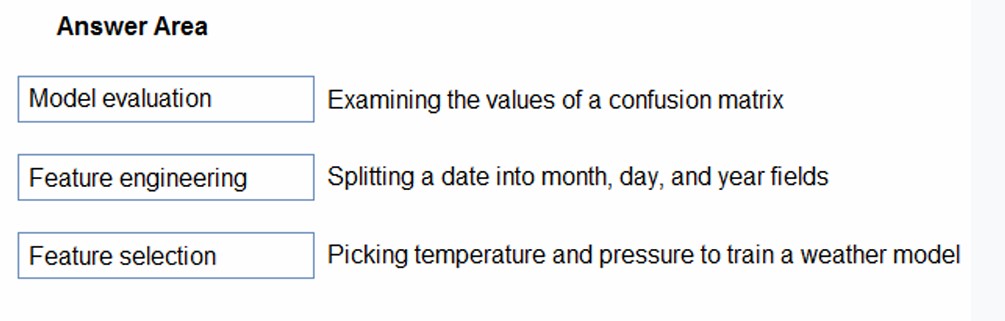 Answer Area
Model evaluation Examining the values of a confusion matrix
Feature engineering Splitting a date into month, day, and year fields
Feature selection Picking temperature and pressure to train a weather model